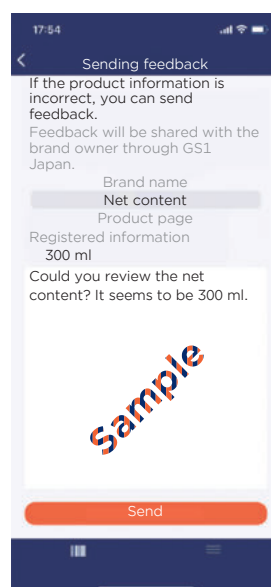 17:54
Sending feedback
If the product information is
incorrect, you can send
feedback.
Feedback will be shared with the
brand owner through GS1
Japan.
Brand name
Net content
Product page
Registered information
300 ml
Could you review the net
content? It seems to be 300 ml.
Sample
Send